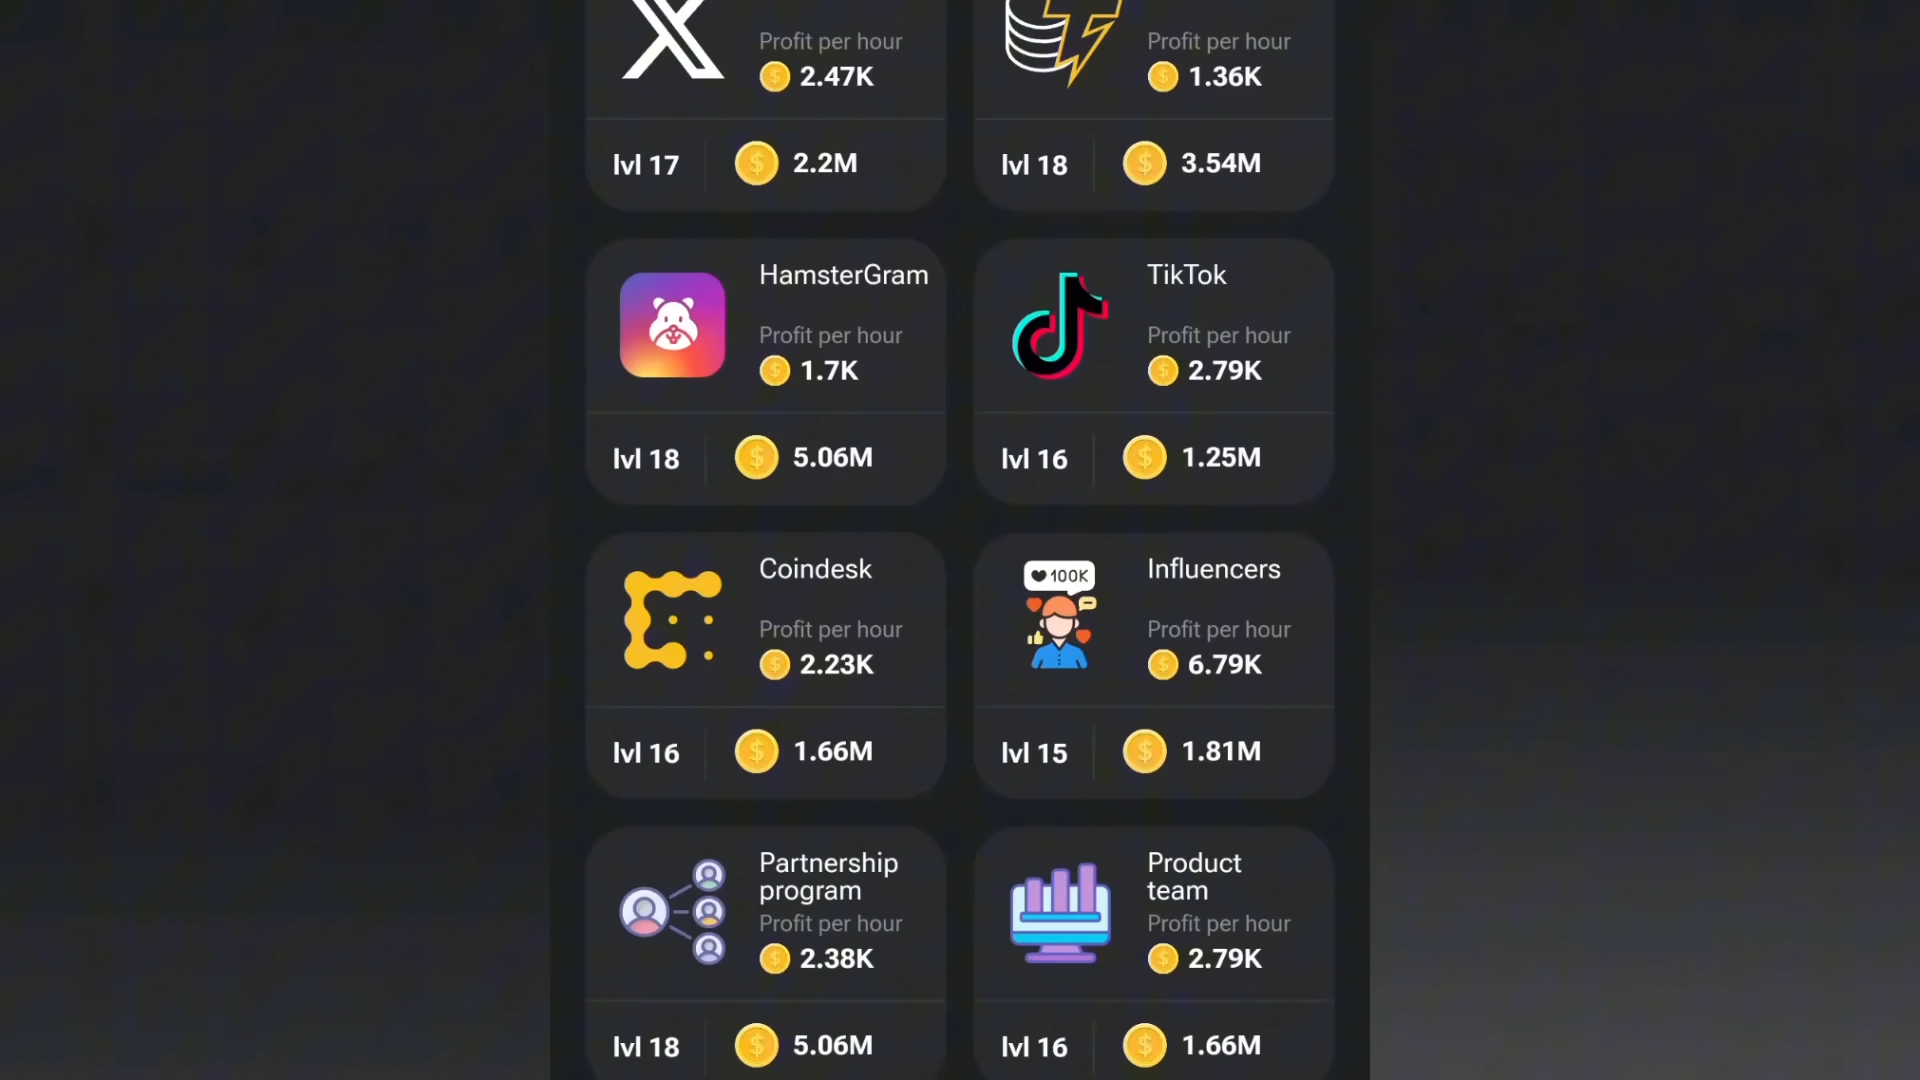 Profit per hour
2.47K
lvl 17
2.2M
Profit per hour
1.36K
lvl 18
3.54M
HamsterGram
Profit per hour
1.7K
lvl 18
5.06M
TikTok
Profit per hour
2.79K
lvl 16
1.25M
Coindesk
Profit per hour
2.23K
lvl 16
1.66M
100K
Influencers
Profit per hour
6.79K
lvl 15
1.81M
Partnership
program
Profit per hour
2.38K
lvl 18
5.06M
Product
team
Profit per hour
2.79K
lvl 16
1.66M